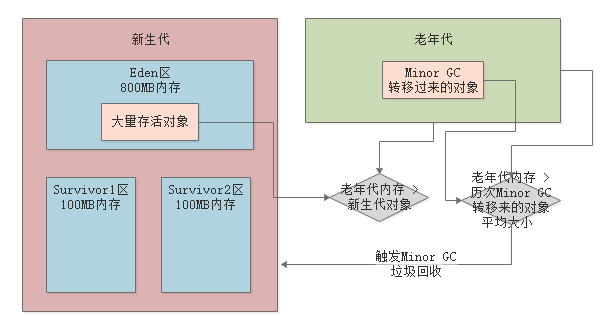 新生代
Eden区
800MB内存
大量存活对象
Survivor1区
100MB内存
Survivor2区
100MB内存
老年代
Minor GC
转移过来的对象
老年代内存 >
新生代对象
老年代内存 >
历次Minor GC
转移来的对象
平均大小
触发Minor GC
垃圾回收